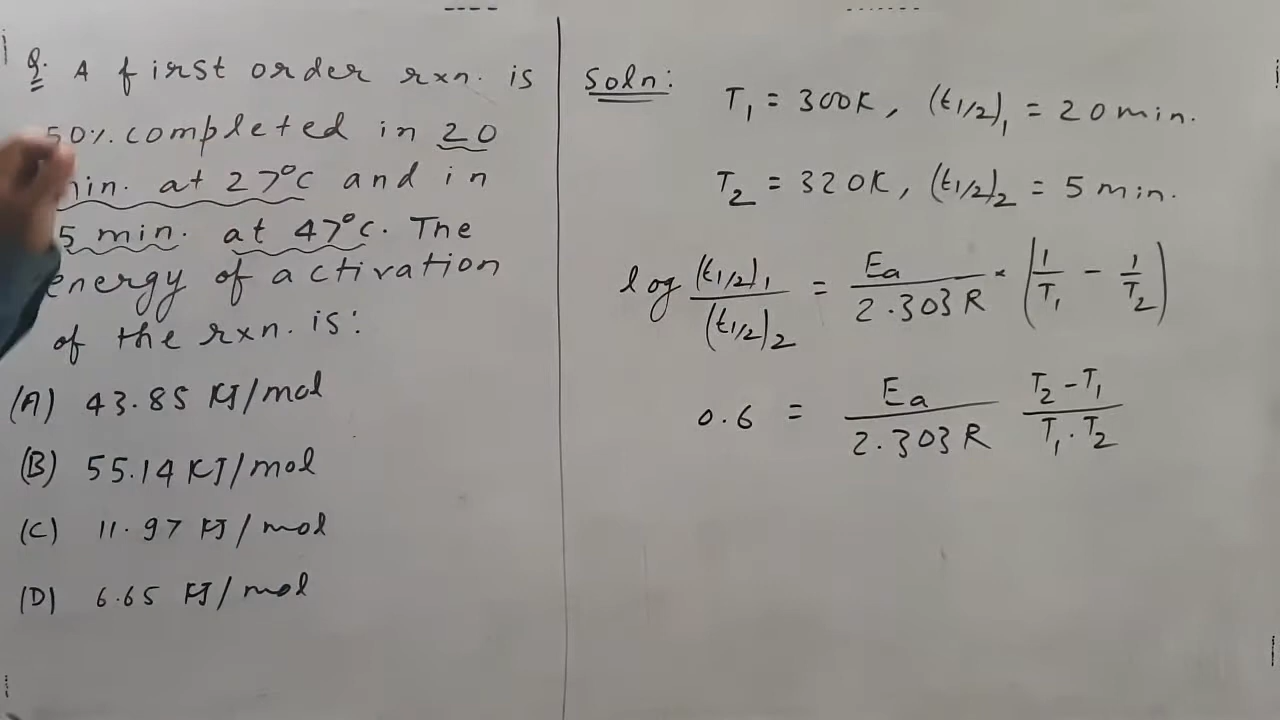 Q. A first order rxn. is
50% completed in 20
min. at 27°C and in
5 min. at 47°C. The
energy of activation
of the rxn. is:
(A) 43.85 KJ/mol
(B) 55.14 KJ/mol
(C) 11.97 KJ/mol
(D) 6.65 KJ/mol
Soln:
T₁ = 300K, (t₁/₂)₁ = 20 min.
T₂ = 320K, (t₁/₂)₂ = 5 min.
log (t₁/₂)₁/(t₁/₂)₂ = Ea/2.303 R × (1/T₁ - 1/T₂)
0.6 = Ea/2.303 R T₂-T₁/T₁.T₂